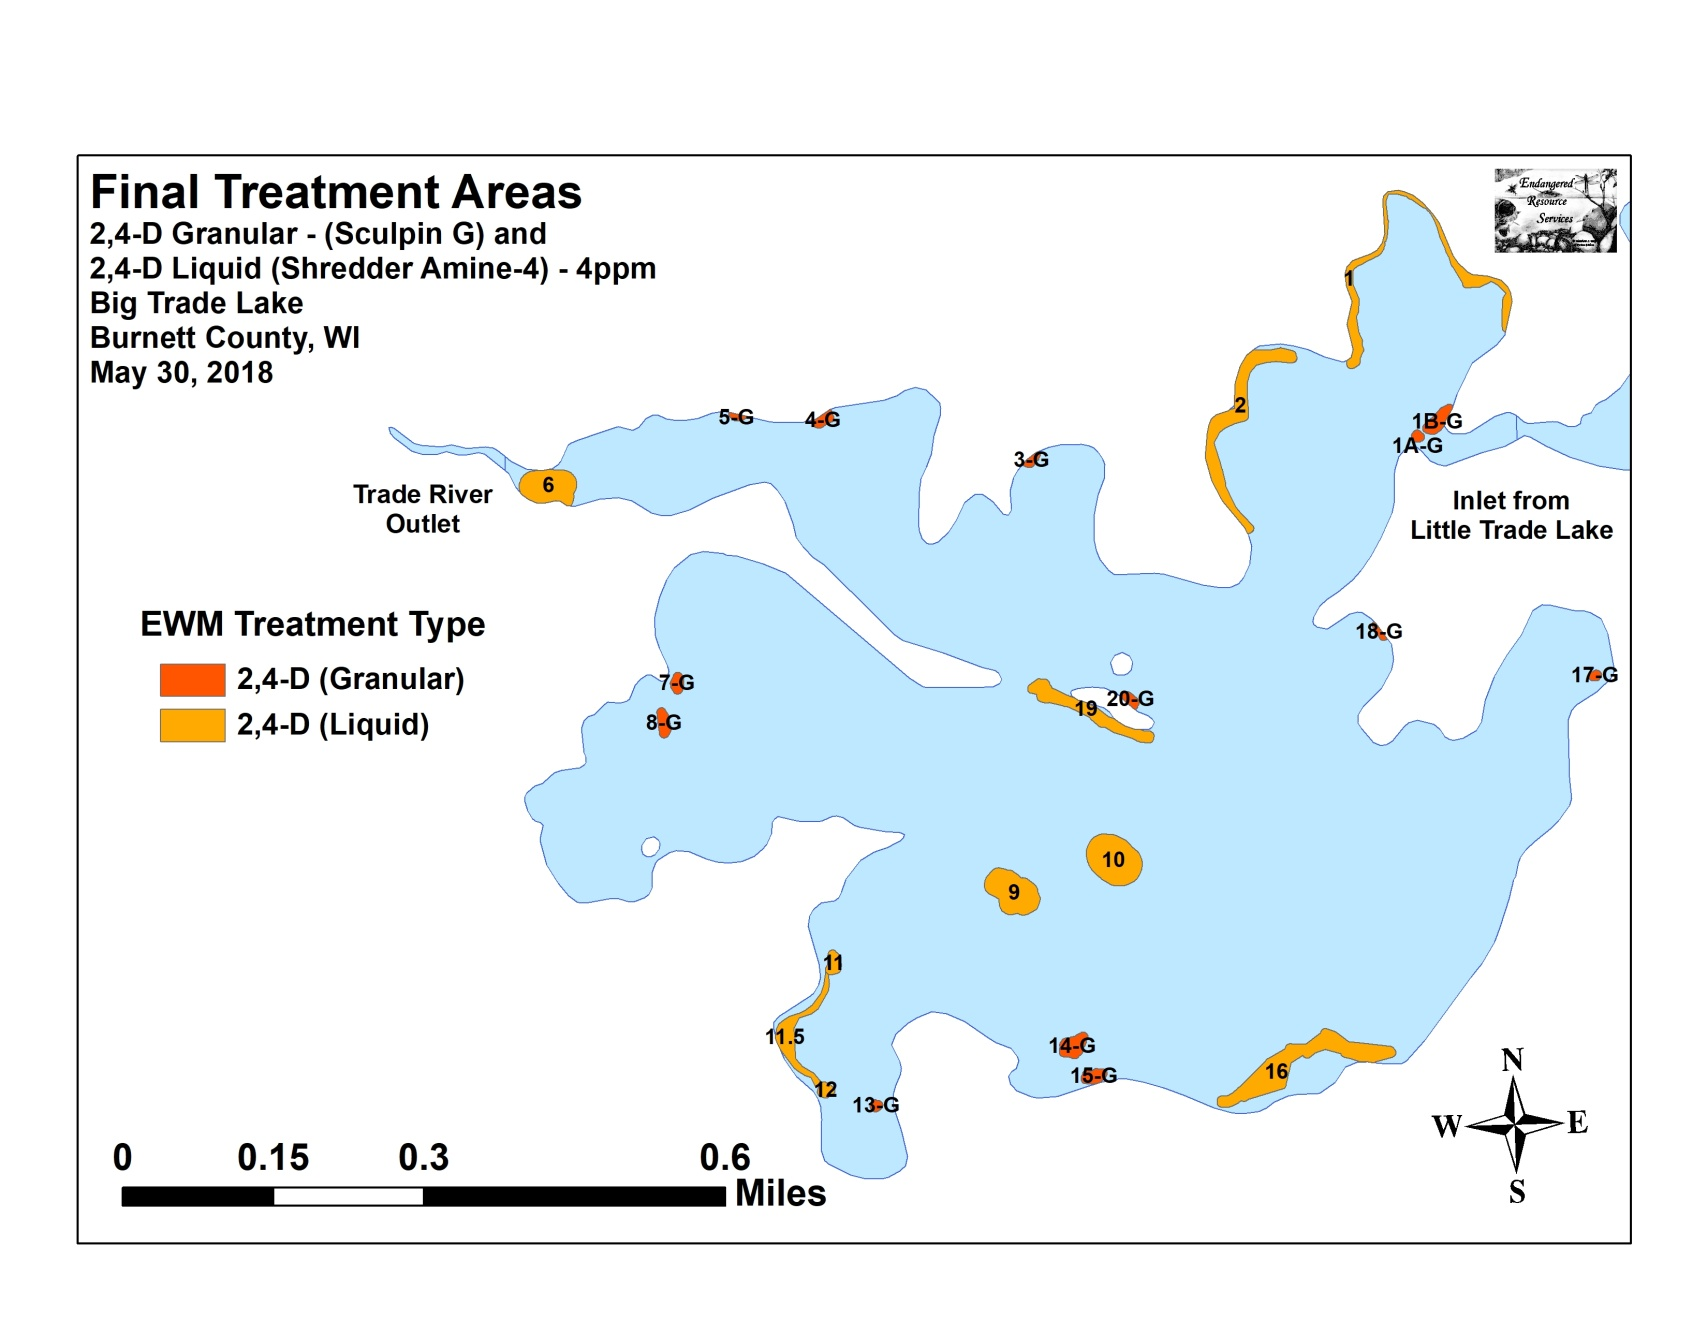 Final Treatment Areas
2,4-D Granular - (Sculpin G) and
2,4-D Liquid (Shredder Amine-4) - 4ppm
Big Trade Lake
Burnett County, WI
May 30, 2018
Endangered
Resource
Services
1
2
5-G
4-G
1B-G
1A-G
3-G
6
Trade River
Outlet
Inlet from
Little Trade Lake
EWM Treatment Type
2,4-D (Granular)
2,4-D (Liquid)
18-G
17-G
7-G
8-G
20-G
19
10
9
11
11.5
14-G
15-G
16
12
13-G
N
W
E
S
0 0.15 0.3 0.6
Miles